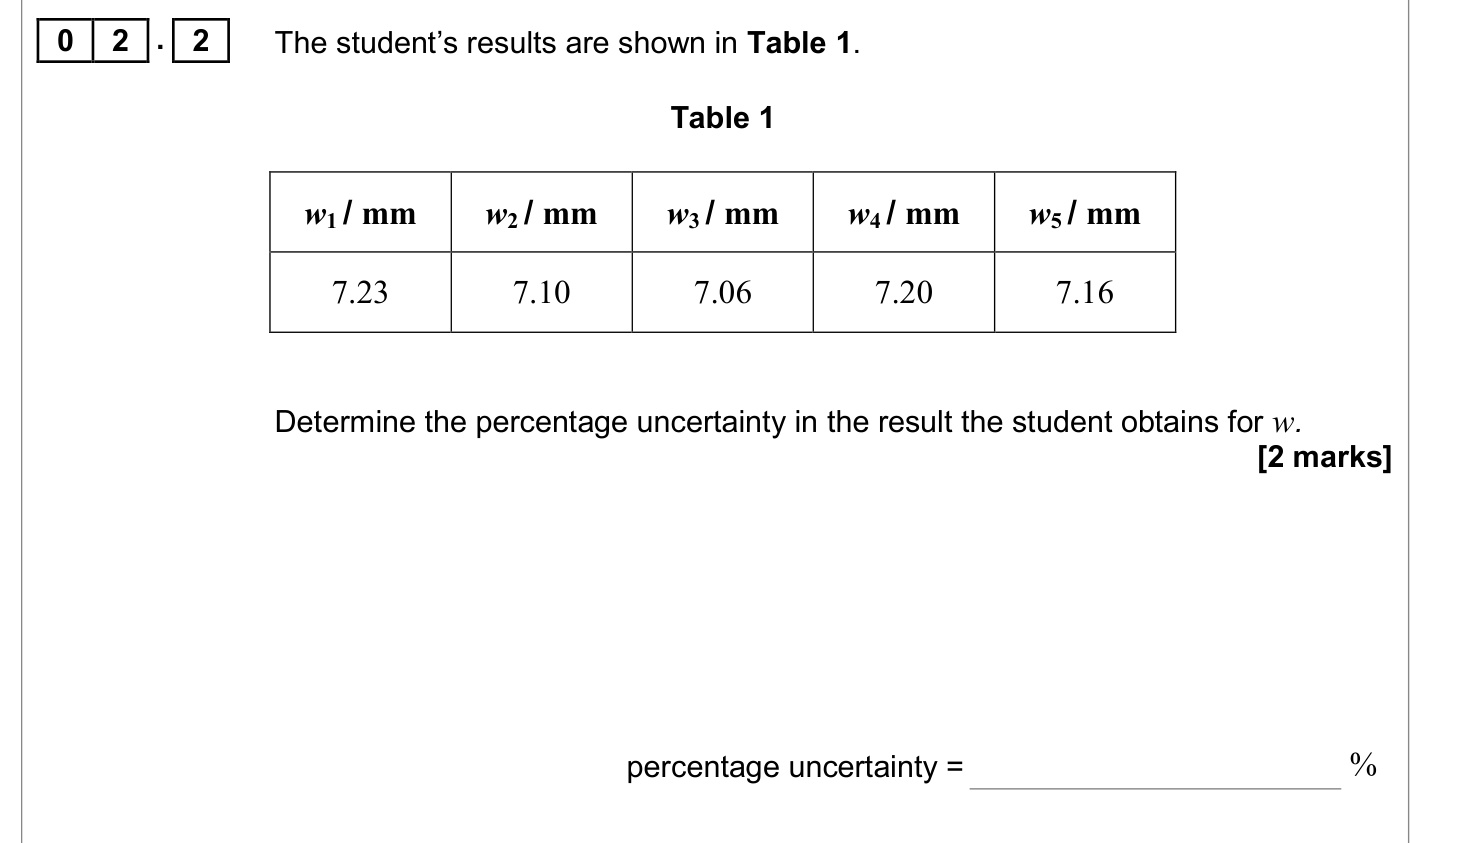 02.2 The student’s results are shown in Table 1.
Table 1
w1 / mm w2 / mm w3 / mm w4 / mm w5 / mm
7.23 7.10 7.06 7.20 7.16
Determine the percentage uncertainty in the result the student obtains for w.
[2 marks]
percentage uncertainty = %